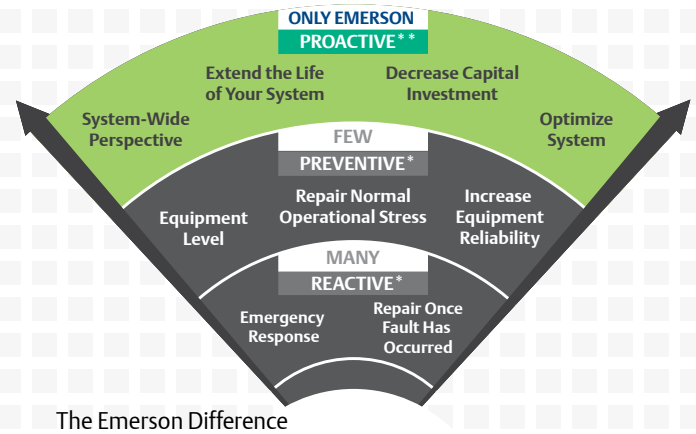 ONLY EMERSON
PROACTIVE**
Extend the Life
of Your System
Decrease Capital
Investment
System-Wide
Perspective
Optimize
System
FEW
PREVENTIVE*
Repair Normal
Operational Stress
Increase
Equipment
Reliability
Equipment
Level
MANY
REACTIVE*
Emergency
Response
Repair Once
Fault Has
Occurred
The Emerson Difference